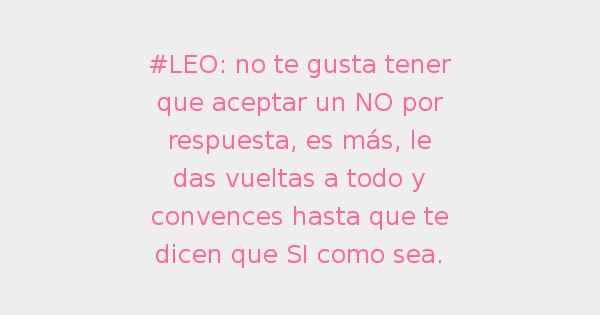 #LEO: no te gusta tener
que aceptar un NO por
respuesta, es más, le
das vueltas a todo y
convences hasta que te
dicen que SI como sea.